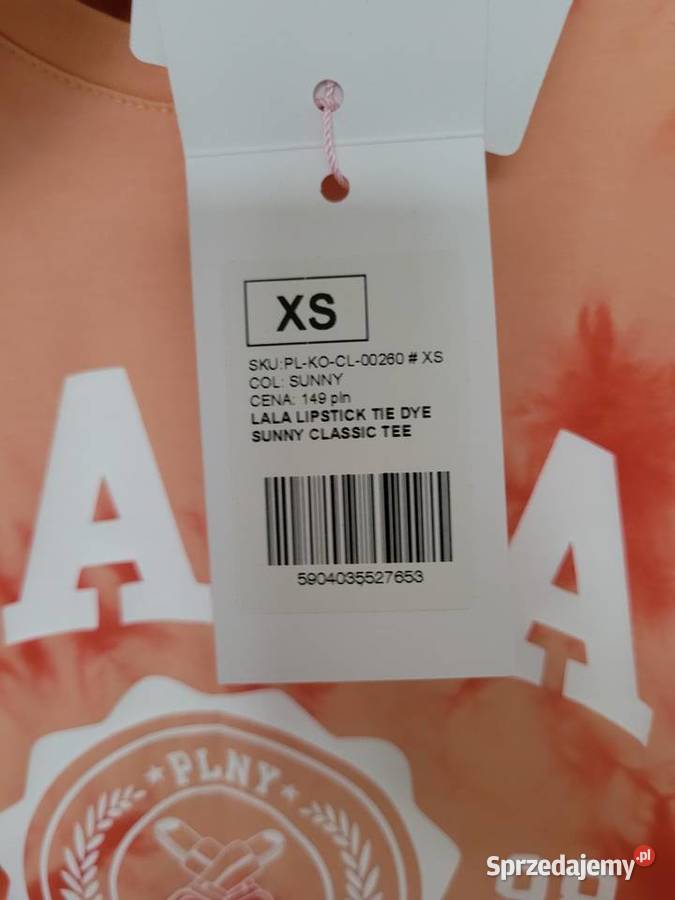 XS
SKU:PL-KO-CL-00260 # XS
COL: SUNNY
CENA: 149 pln
LALA LIPSTICK TIE DYE
SUNNY CLASSIC TEE
5904035527653
A A
PLNY
Sprzedajemy.pl